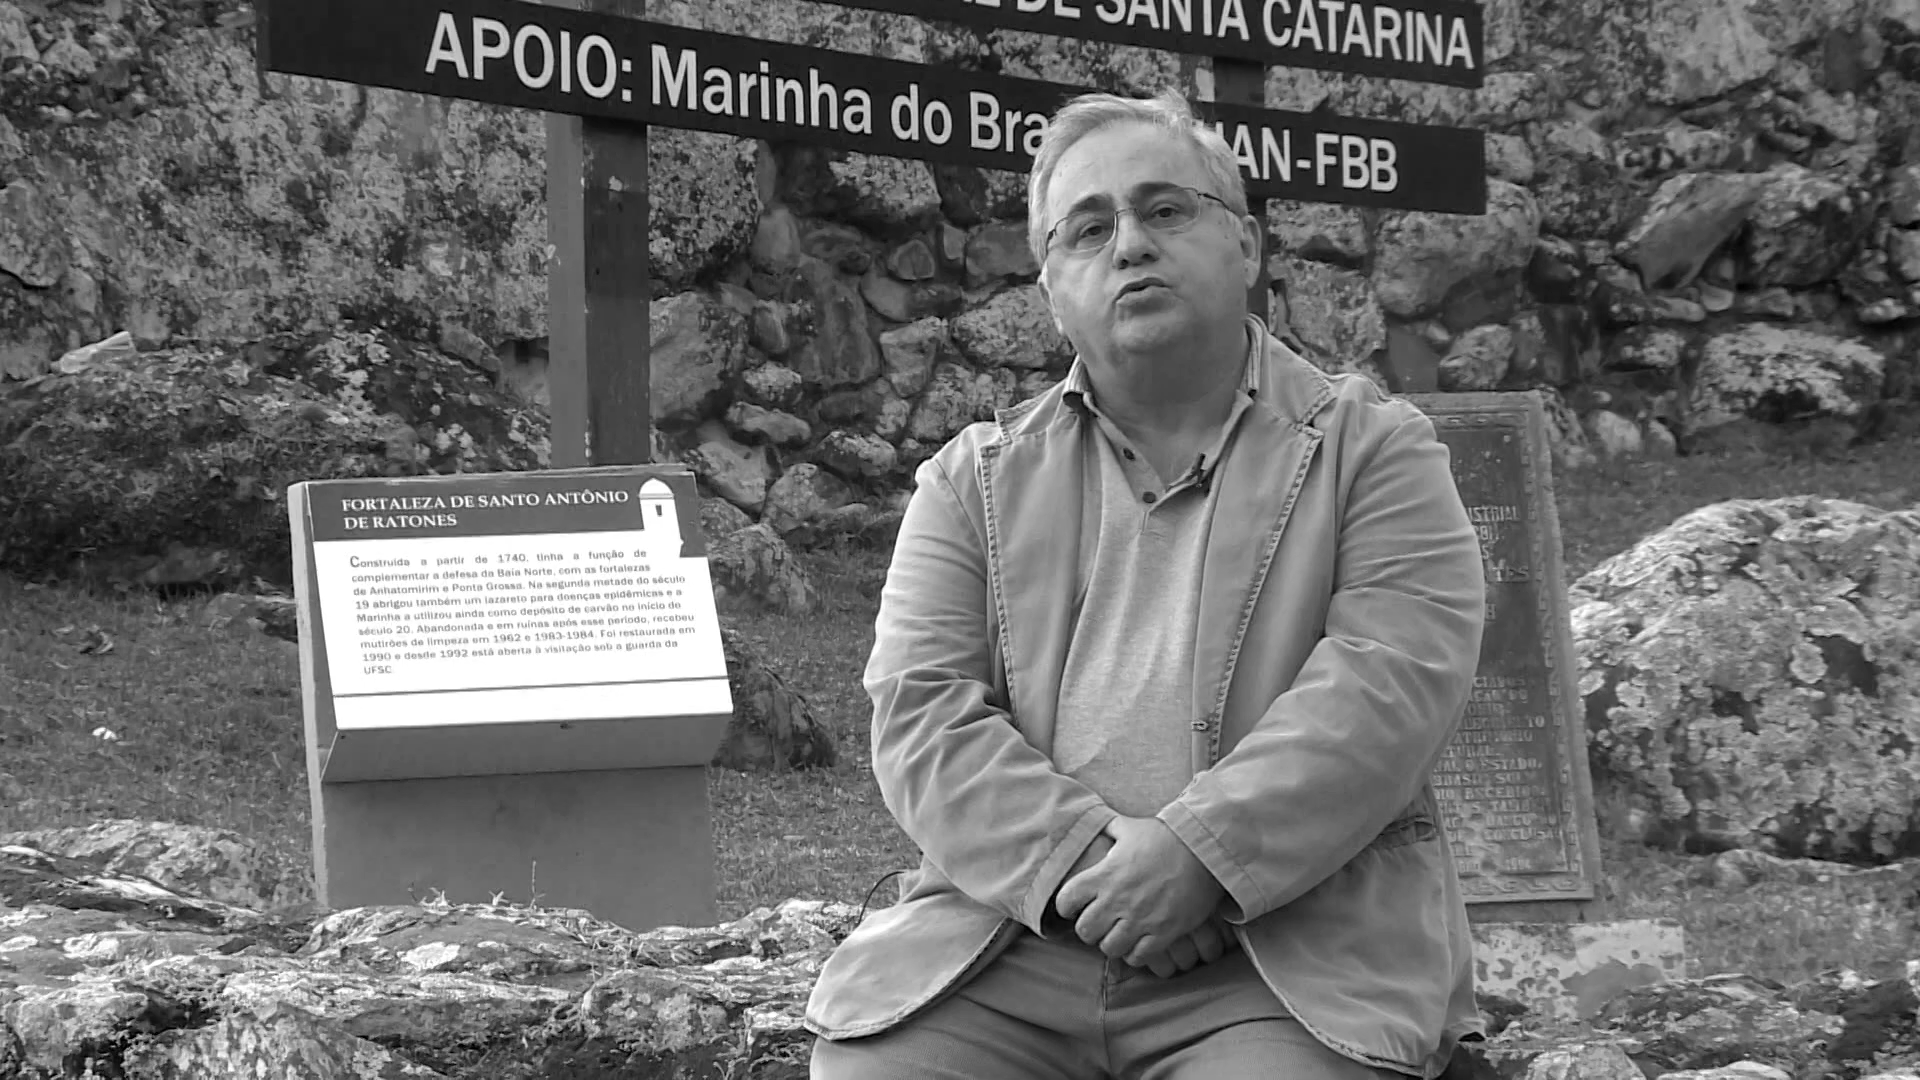 DE SANTA CATARINA
APOIO: Marinha do Bra AN-FBB
FORTALEZA DE SANTO ANTÔNIO
DE RATONES
Construída a partir de 1740, tinha a função de
complementar a defesa da Baía Norte, com as fortalezas
de Anhatomirim e Ponta Grossa. Na segunda metade do século
19 abrigou também um lazareto para doenças epidêmicas e a
Marinha a utilizou ainda como depósito de carvão no início do
século 20. Abandonada e em ruínas após esse período, recebeu
mutirões de limpeza em 1962 e 1983-1984. Foi restaurada em
1990 e desde 1992 está aberta à visitação sob a guarda da
UFSC.
O ESTADO,